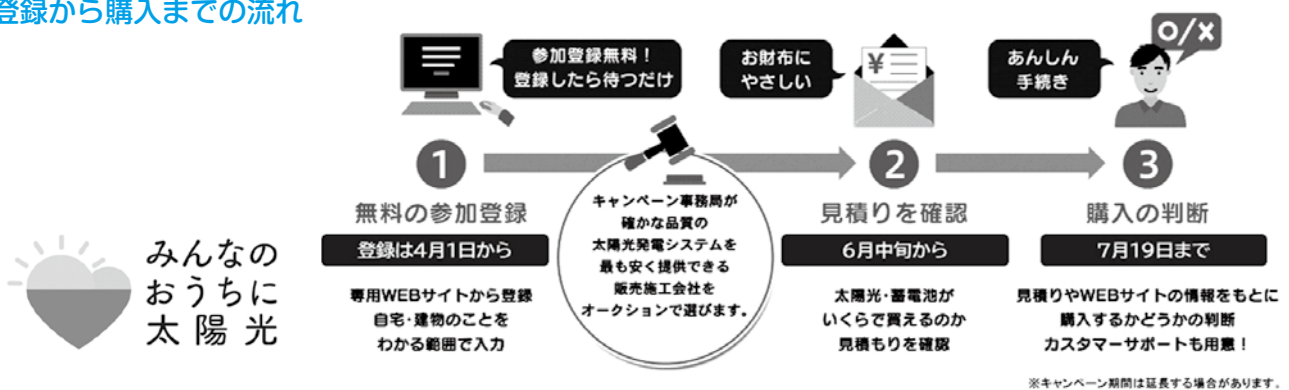 登録から購入までの流れ
参加登録無料！
登録したら待つだけ
お財布に
やさしい
¥
あんしん
手続き
O/X
1
2
3
無料の参加登録
登録は4月1日から
専用WEBサイトから登録
自宅・建物のことを
わかる範囲で入力
キャンペーン事務局が
確かな品質の
太陽光発電システムを
最も安く提供できる
販売施工会社を
オークションで選びます。
見積りを確認
6月中旬から
太陽光・蓄電池が
いくらで買えるのか
見積もりを確認
購入の判断
7月19日まで
見積りやWEBサイトの情報をもとに
購入するかどうかの判断
カスタマーサポートも用意！
みんなの
おうちに
太陽光
※キャンペーン期間は延長する場合があります。